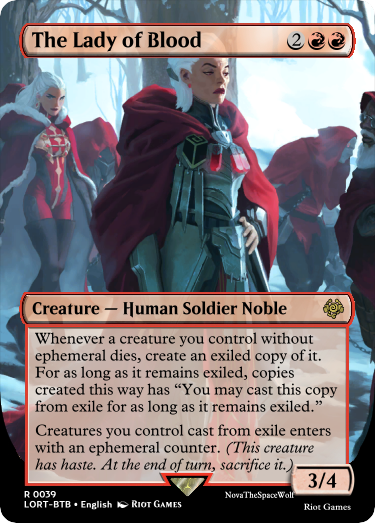 The Lady of Blood 2
Creature — Human Soldier Noble
Whenever a creature you control without
ephemeral dies, create an exiled copy of it.
For as long as it remains exiled, copies
created this way has “You may cast this copy
from exile for as long as it remains exiled.”
Creatures you control cast from exile enters
with an ephemeral counter. (This creature
has haste. At the end of turn, sacrifice it.)
3/4
R 0039
LORT-BTB • English Riot Games
NovaTheSpaceWolf
Riot Games